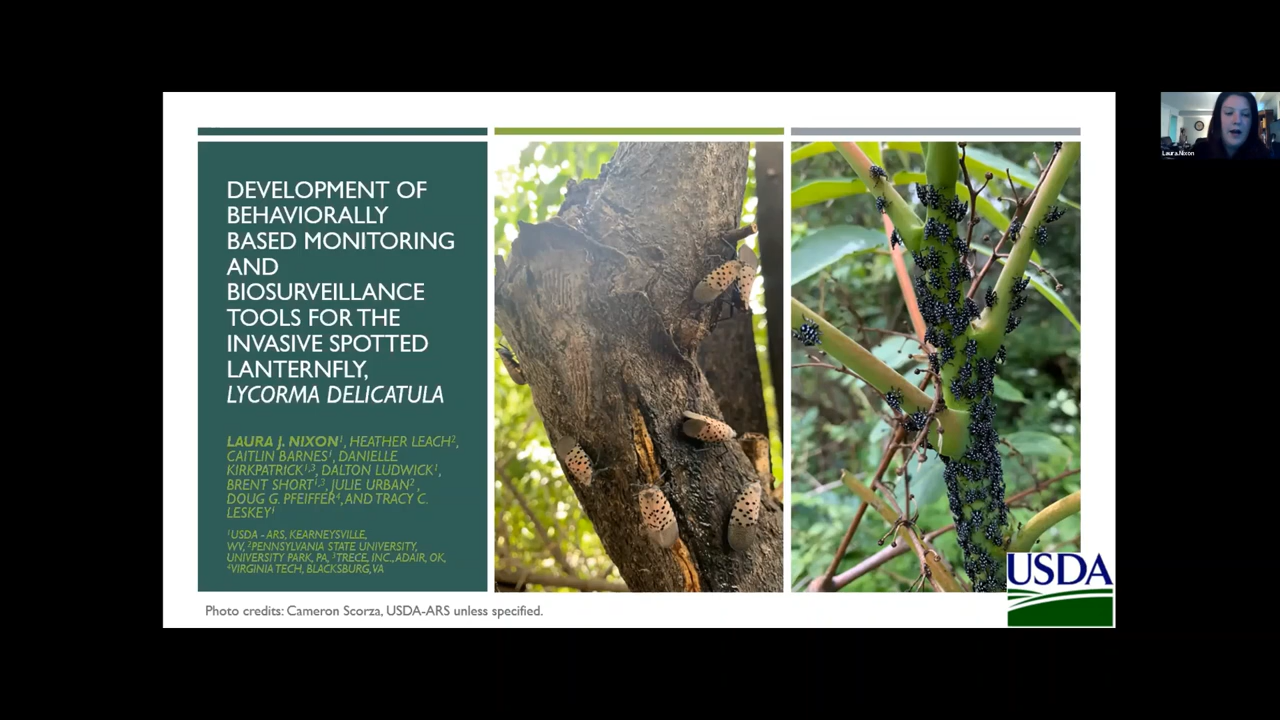 DEVELOPMENT OF
BEHAVIORALLY
BASED MONITORING
AND
BIOSURVEILLANCE
TOOLS FOR THE
INVASIVE SPOTTED
LANTERNFLY,
LYCORMA DELICATULA
LAURA J. NIXON¹, HEATHER LEACH²,
CAITLIN BARNES¹, DANIELLE
KIRKPATRICK¹,³, DALTON LUDWICK¹,
BRENT SHORT¹,³, JULIE URBAN²,
DOUG G. PFEIFFER⁴, AND TRACY C.
LESKEY¹
¹USDA - ARS, KEARNEYSVILLE,
WV, ²PENNSYLVANIA STATE UNIVERSITY,
UNIVERSITY PARK, PA, ³TRECE, INC., ADAIR, OK,
⁴VIRGINIA TECH, BLACKSBURG, VA
Photo credits: Cameron Scorza, USDA-ARS unless specified.
USDA
Laura.Nixon